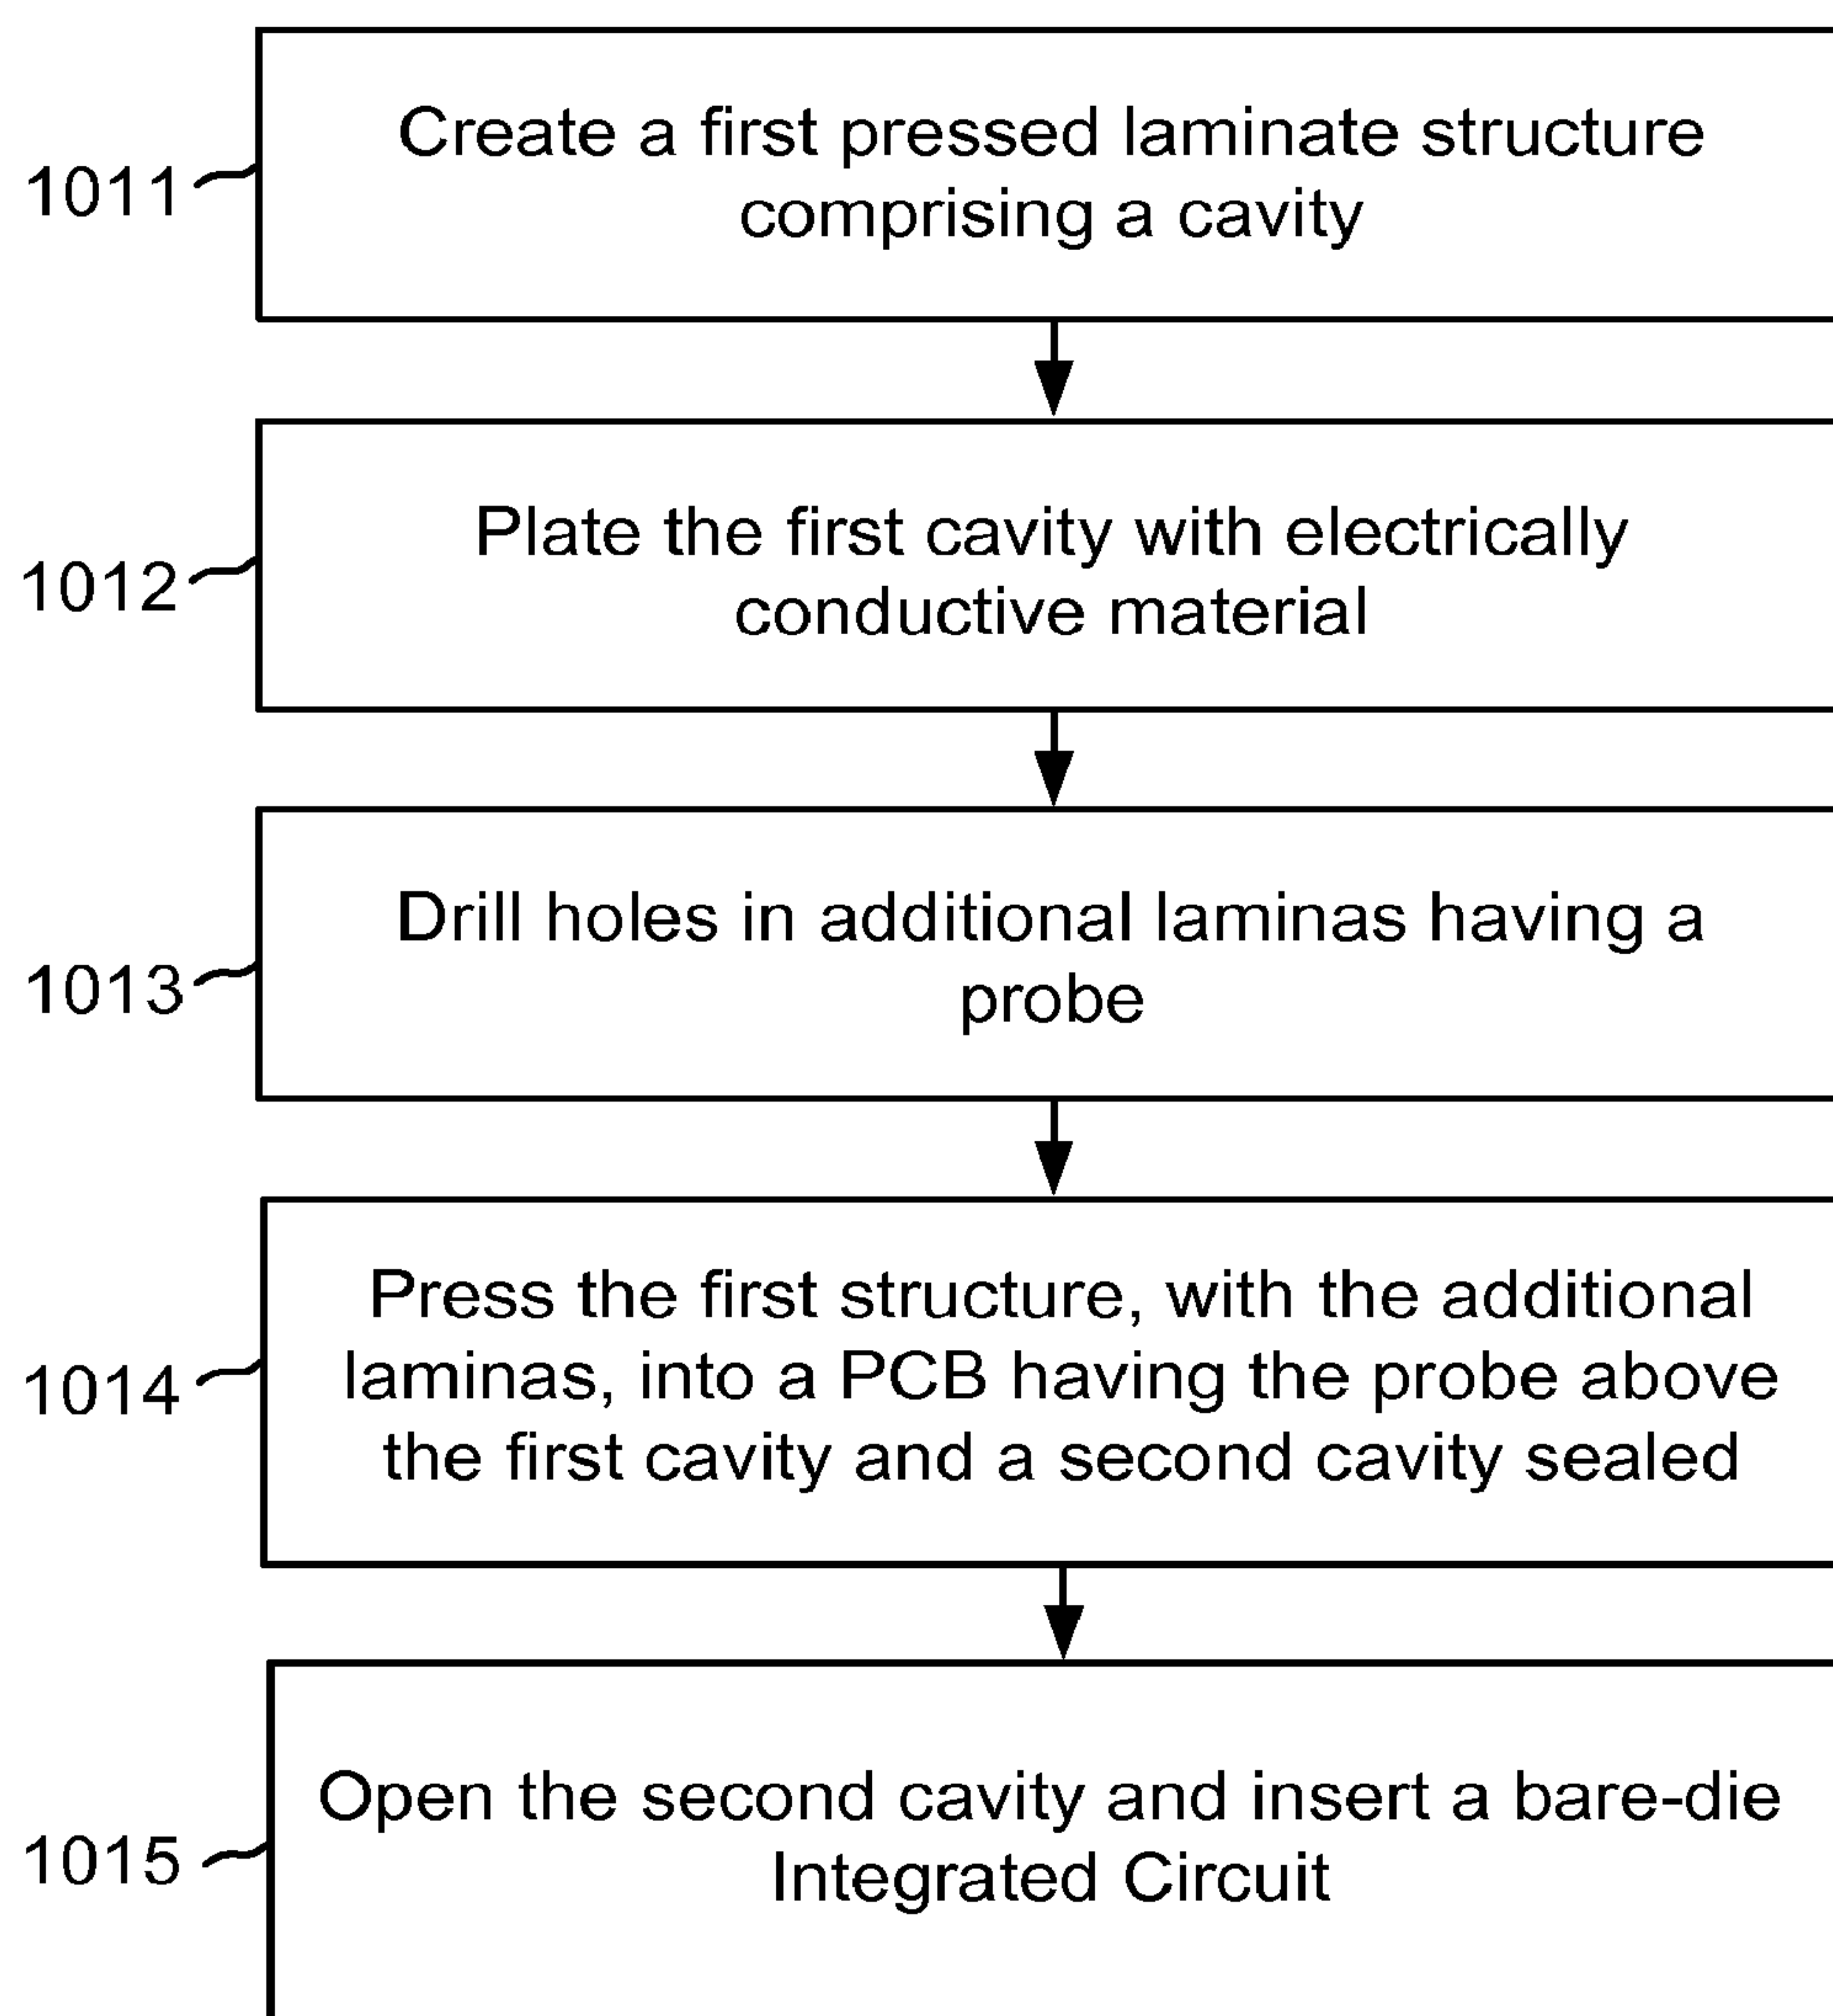 Create a first pressed laminate structure
comprising a cavity
1011
Plate the first cavity with electrically
conductive material
1012
Drill holes in additional laminas having a
probe
1013
Press the first structure, with the additional
laminas, into a PCB having the probe above
the first cavity and a second cavity sealed
1014
Open the second cavity and insert a bare-die
Integrated Circuit
1015